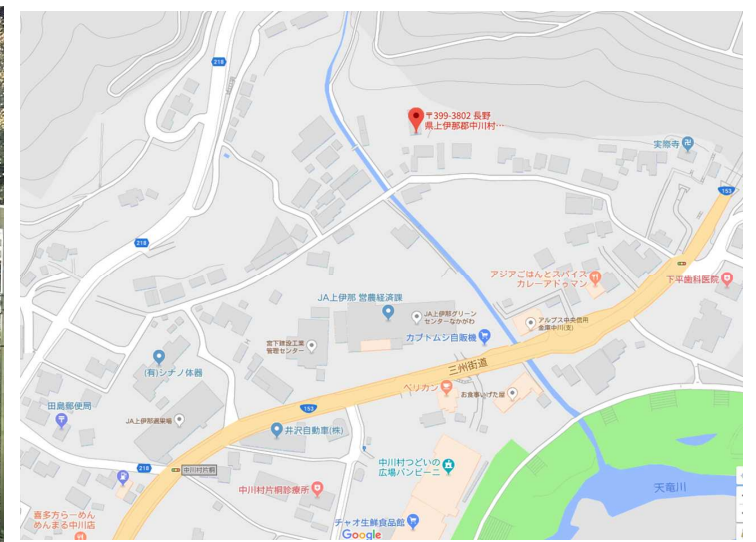 218
〒399-3802 長野
県上伊那郡中川村…
実際寺
153
218
アジアごはんとスパイス
カレーアドゥマン
下平歯科医院
JA上伊那 営農経済課
JA上伊那グリーン
センターなかがわ
アルプス中央信用
金庫中川(支)
カブトムシ自販機
宮下建設工業
管理センター
三州街道
(有)シナノ体器
ペリカン
お食事いげた屋
田島郵便局
153
JA上伊那選果場
井沢自動車(株)
218
中川村片桐
中川村つどいの
広場バンビーニ
天竜川
中川村片桐診療所
喜多方らーめん
めんまる中川店
チャオ生鮮食品館
Google